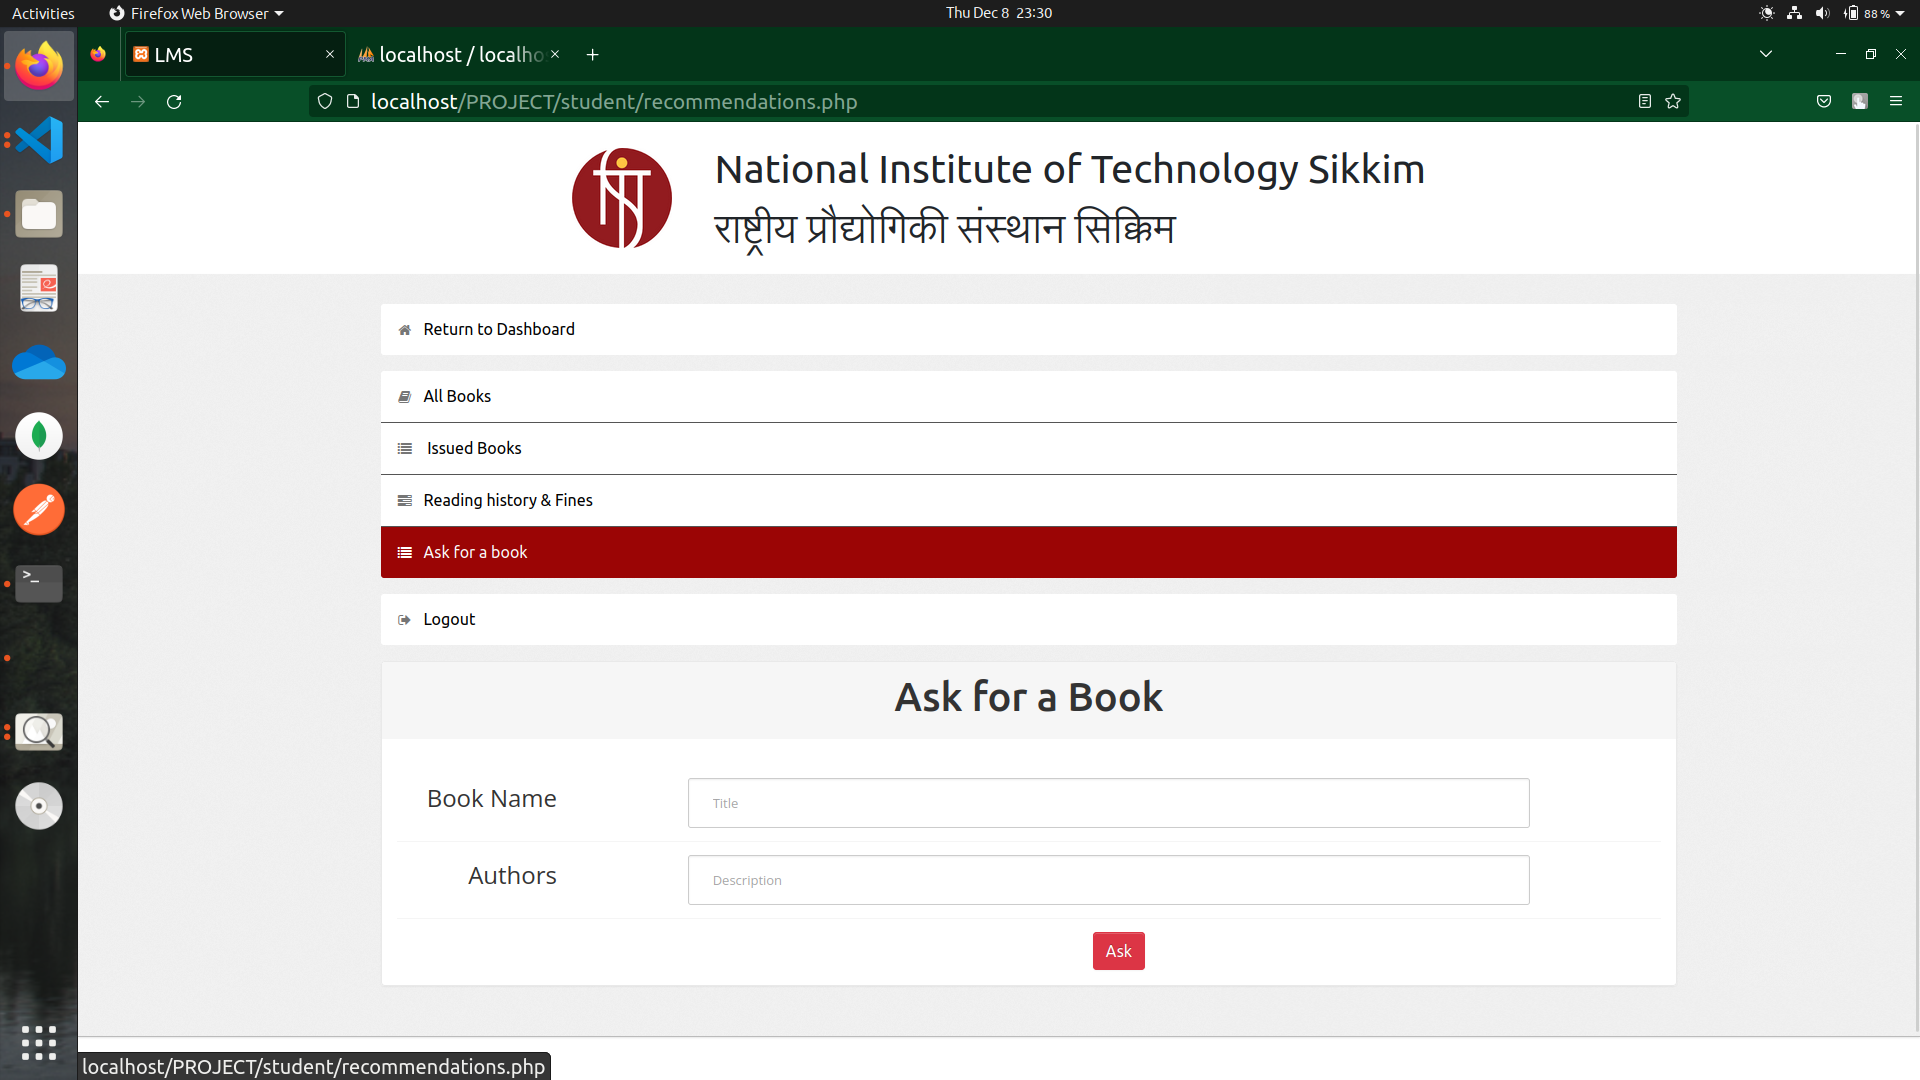 Activities
Firefox Web Browser
Thu Dec 8 23:30
88 %
LMS
localhost / localho
localhost/PROJECT/student/recommendations.php
National Institute of Technology Sikkim
राष्ट्रीय प्रौद्योगिकी संस्थान सिक्किम
Return to Dashboard
All Books
Issued Books
Reading history & Fines
Ask for a book
Logout
Ask for a Book
Book Name
Title
Authors
Description
Ask
localhost/PROJECT/student/recommendations.php